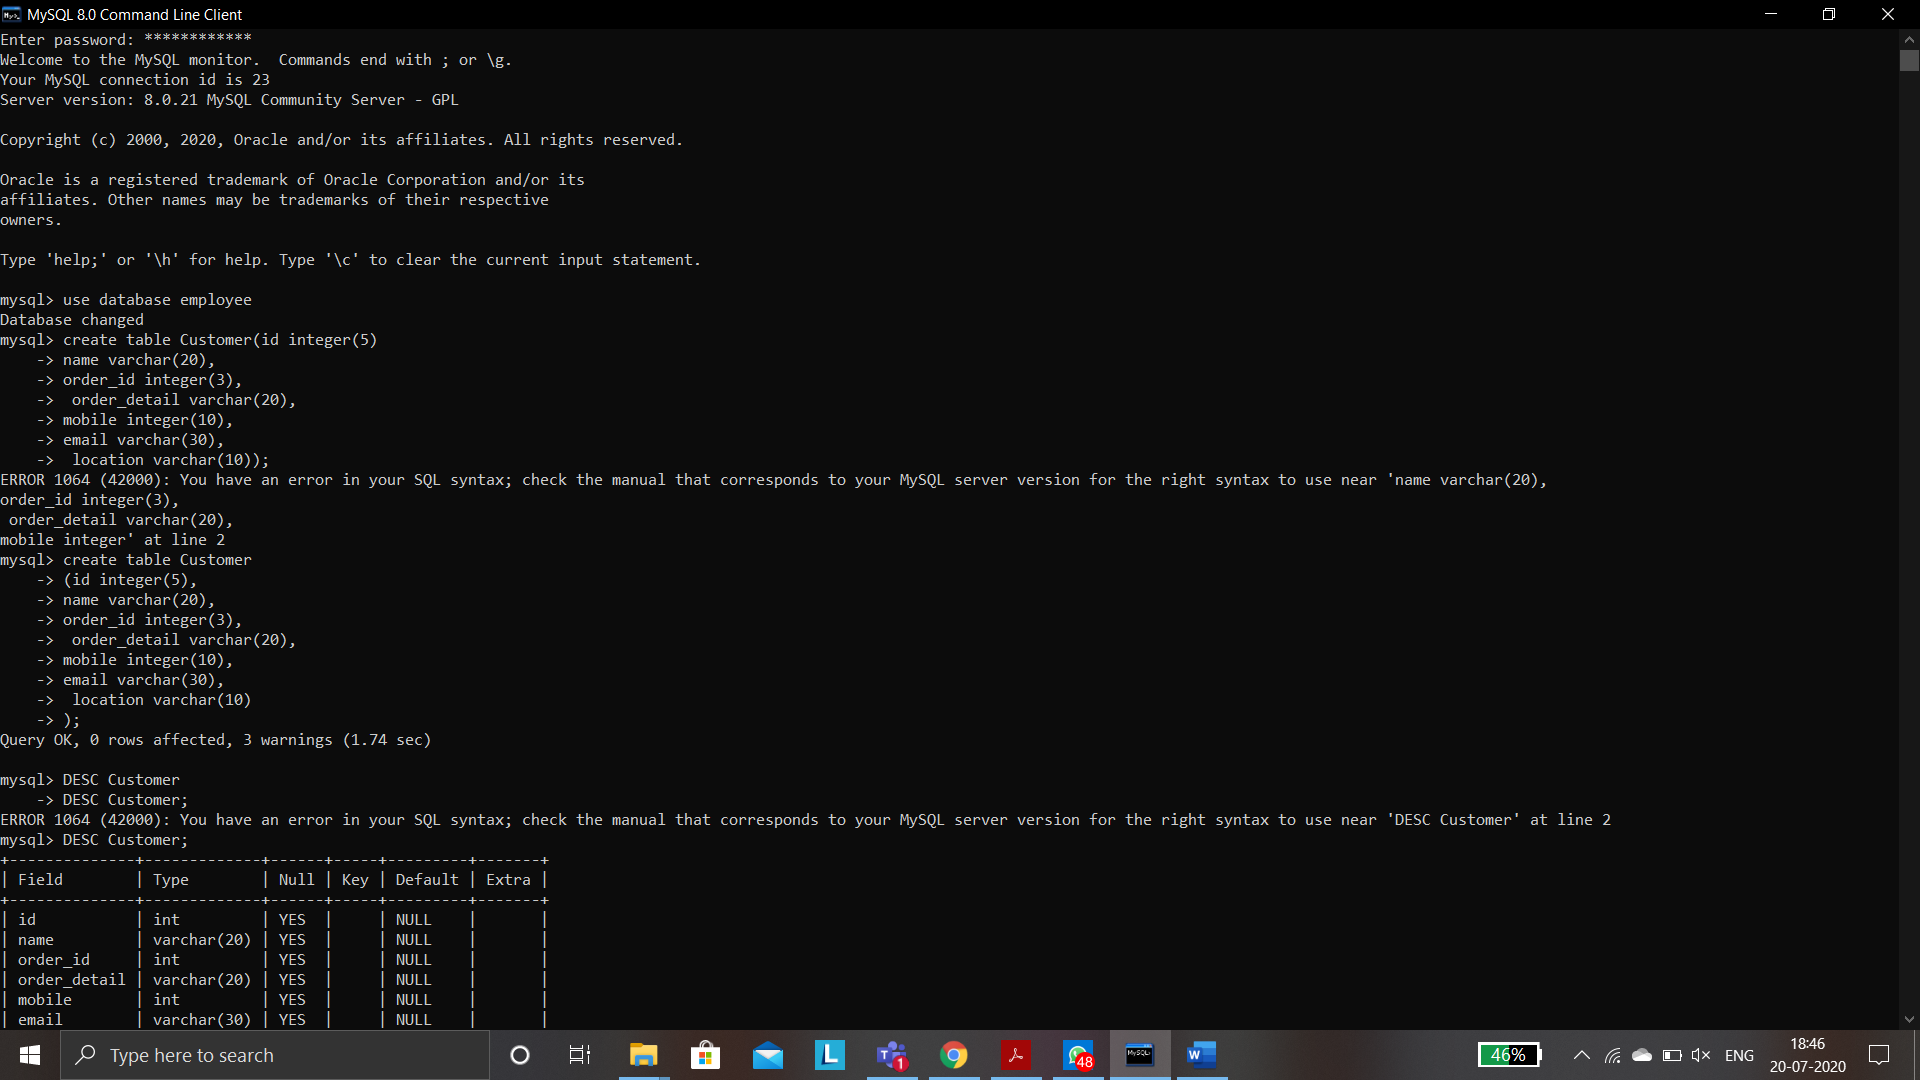 MySQL 8.0 Command Line Client
Enter password: ************
Welcome to the MySQL monitor.  Commands end with ; or \g.
Your MySQL connection id is 23
Server version: 8.0.21 MySQL Community Server - GPL
Copyright (c) 2000, 2020, Oracle and/or its affiliates. All rights reserved.
Oracle is a registered trademark of Oracle Corporation and/or its
affiliates. Other names may be trademarks of their respective
owners.
Type 'help;' or '\h' for help. Type '\c' to clear the current input statement.
mysql> use database employee
Database changed
mysql> create table Customer(id integer(5)
    -> name varchar(20),
    -> order_id integer(3),
    ->  order_detail varchar(20),
    -> mobile integer(10),
    -> email varchar(30),
    ->  location varchar(10));
ERROR 1064 (42000): You have an error in your SQL syntax; check the manual that corresponds to your MySQL server version for the right syntax to use near 'name varchar(20),
order_id integer(3),
 order_detail varchar(20),
mobile integer' at line 2
mysql> create table Customer
    -> (id integer(5),
    -> name varchar(20),
    -> order_id integer(3),
    ->  order_detail varchar(20),
    -> mobile integer(10),
    -> email varchar(30),
    ->  location varchar(10)
    -> );
Query OK, 0 rows affected, 3 warnings (1.74 sec)
mysql> DESC Customer
    -> DESC Customer;
ERROR 1064 (42000): You have an error in your SQL syntax; check the manual that corresponds to your MySQL server version for the right syntax to use near 'DESC Customer' at line 2
mysql> DESC Customer;
+--------------+-------------+------+-----+---------+-------+
| Field        | Type        | Null | Key | Default | Extra |
+--------------+-------------+------+-----+---------+-------+
| id           | int         | YES  |     | NULL    |       |
| name         | varchar(20) | YES  |     | NULL    |       |
| order_id     | int         | YES  |     | NULL    |       |
| order_detail | varchar(20) | YES  |     | NULL    |       |
| mobile       | int         | YES  |     | NULL    |       |
| email        | varchar(30) | YES  |     | NULL    |       |
Type here to search
L
T 1
48
MySQL
W
46%
ENG
18:46
20-07-2020